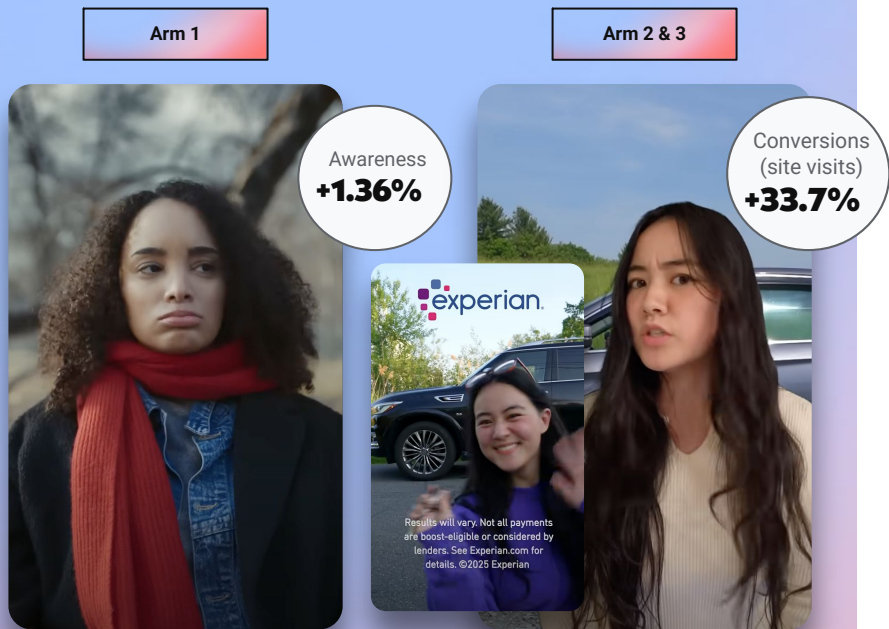 Arm 1
Arm 2 & 3
Awareness
+1.36%
Conversions
(site visits)
+33.7%
experian.
Results will vary. Not all payments
are boost-eligible or considered by
lenders. See Experian.com for
details. ©2025 Experian